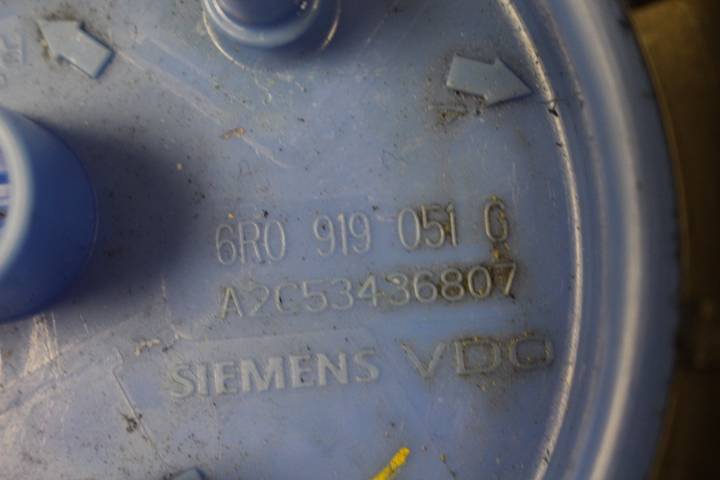 6R0 919 051 G
A2C53436807
SIEMENS VDO